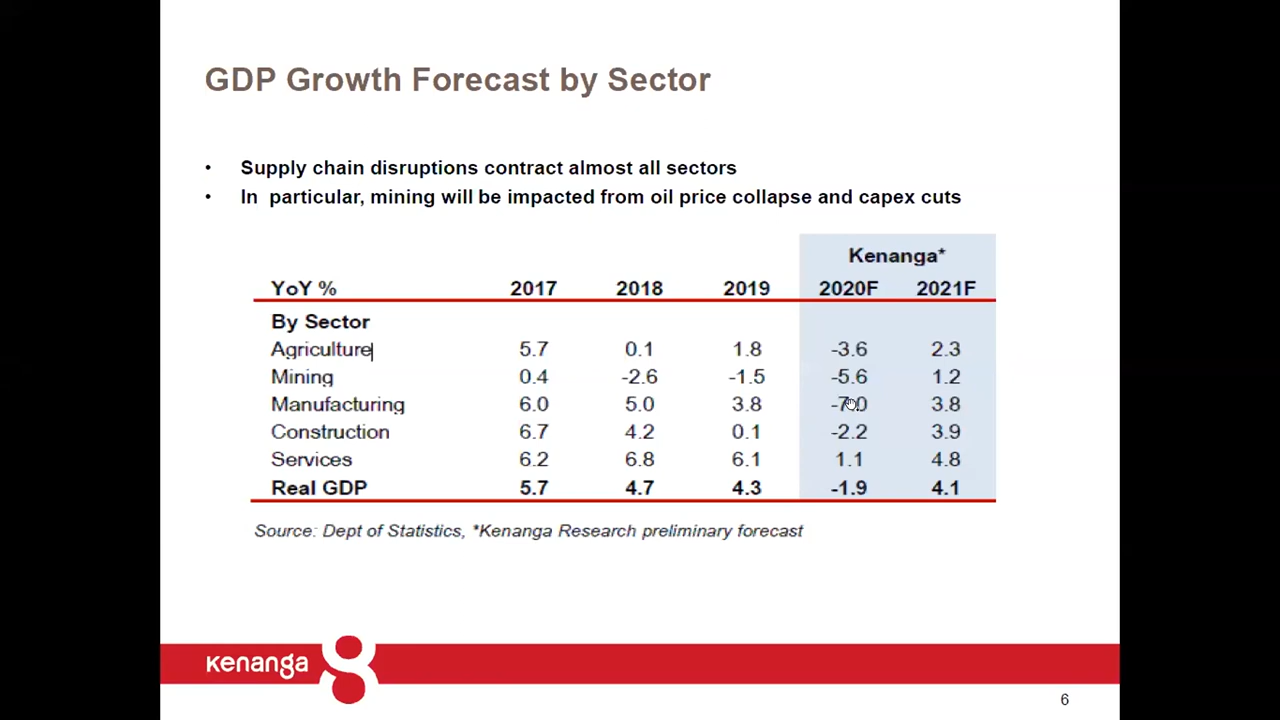 GDP Growth Forecast by Sector
• Supply chain disruptions contract almost all sectors
• In particular, mining will be impacted from oil price collapse and capex cuts
Kenanga*
YoY % 2017 2018 2019 2020F 2021F
By Sector
Agriculture 5.7 0.1 1.8 -3.6 2.3
Mining 0.4 -2.6 -1.5 -5.6 1.2
Manufacturing 6.0 5.0 3.8 -7.0 3.8
Construction 6.7 4.2 0.1 -2.2 3.9
Services 6.2 6.8 6.1 1.1 4.8
Real GDP 5.7 4.7 4.3 -1.9 4.1
Source: Dept of Statistics, *Kenanga Research preliminary forecast
kenanga
6